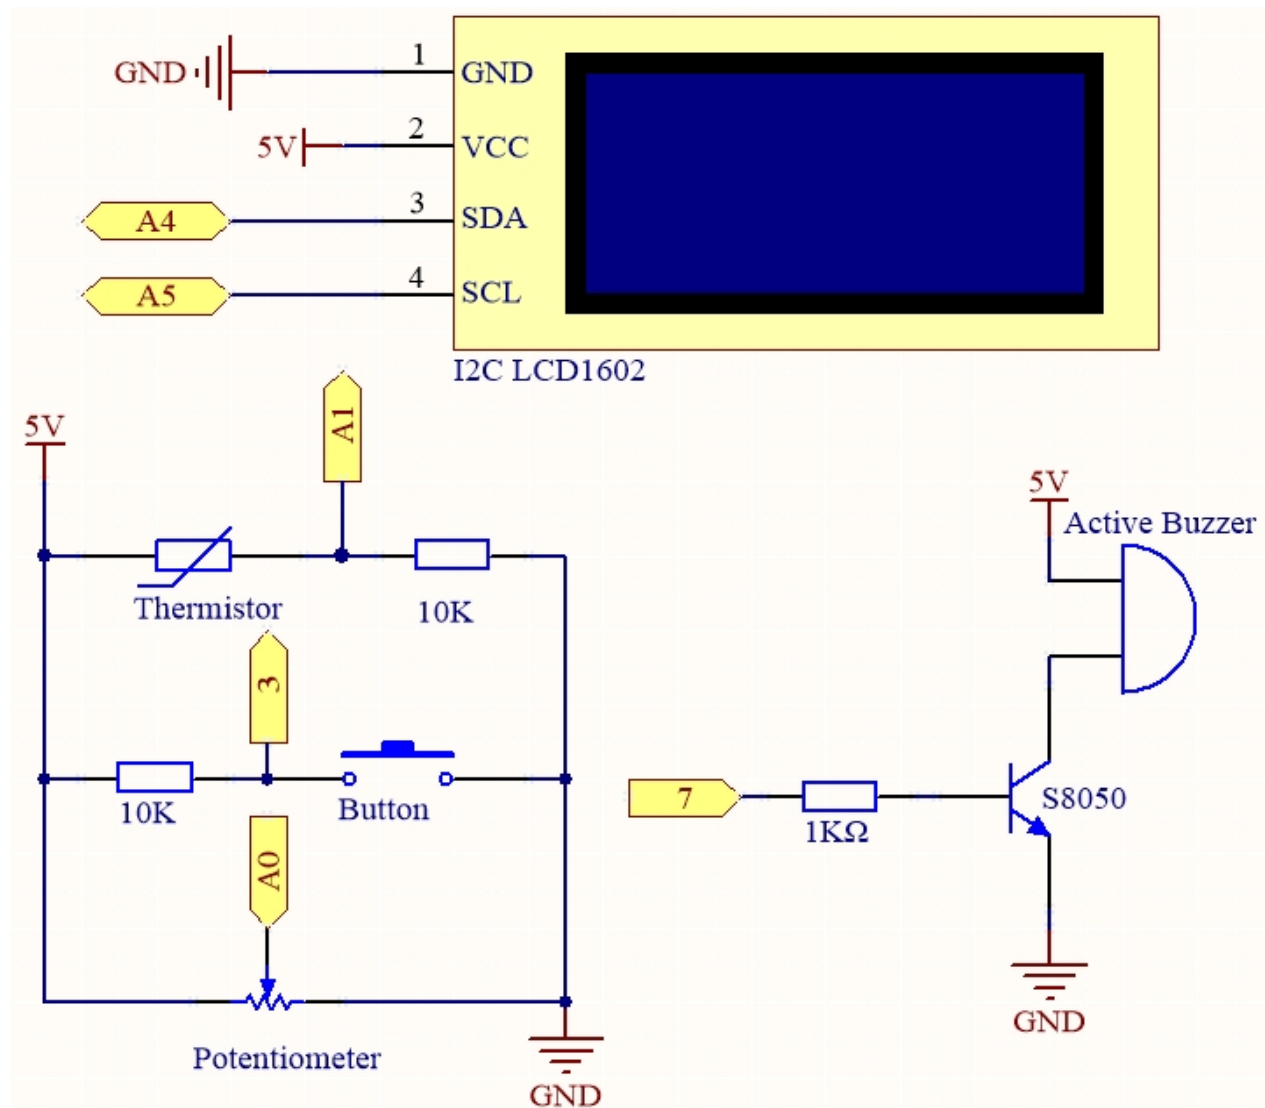 GND
1
GND
5V
2
VCC
A4
3
SDA
A5
4
SCL
I2C LCD1602
A1
5V
5V
Active Buzzer
Thermistor
10K
3
10K
Button
7
1KΩ
S8050
A0
GND
Potentiometer
GND